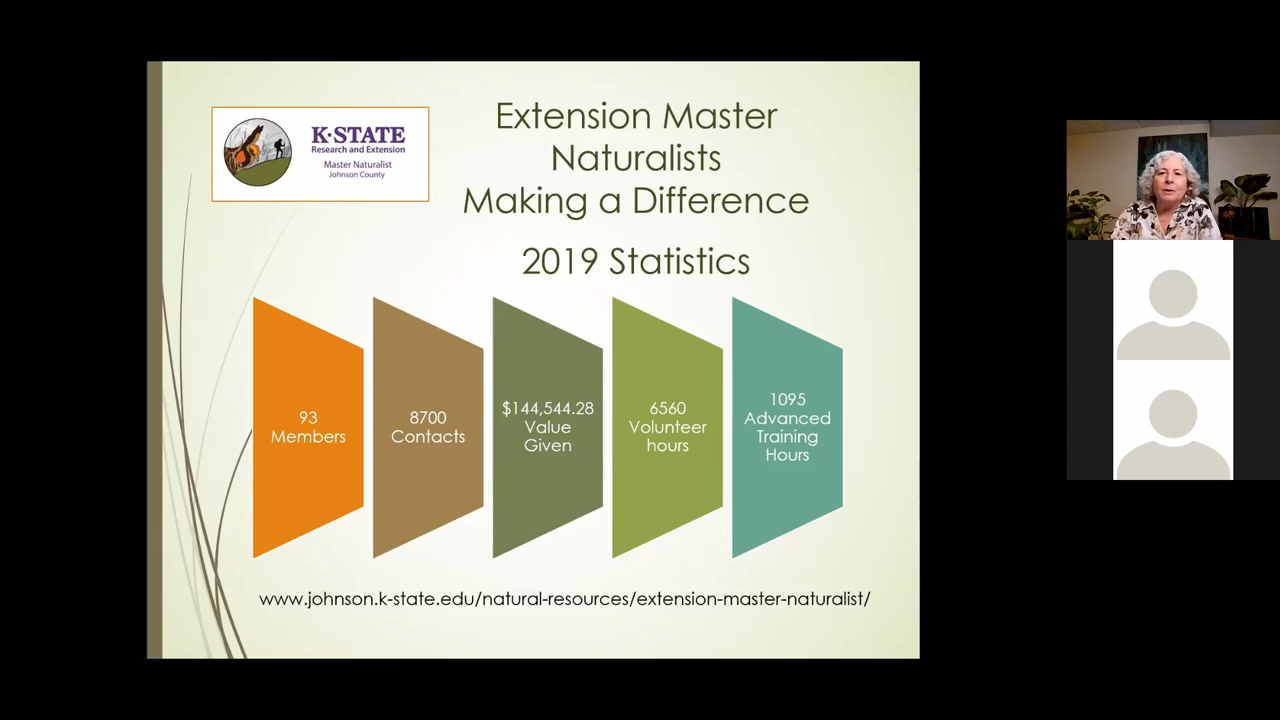 K-STATE
Research and Extension
Master Naturalist
Johnson County
Extension Master
Naturalists
Making a Difference
2019 Statistics
93
Members
8700
Contacts
$144,544.28
Value
Given
6560
Volunteer
hours
1095
Advanced
Training
Hours
www.johnson.k-state.edu/natural-resources/extension-master-naturalist/